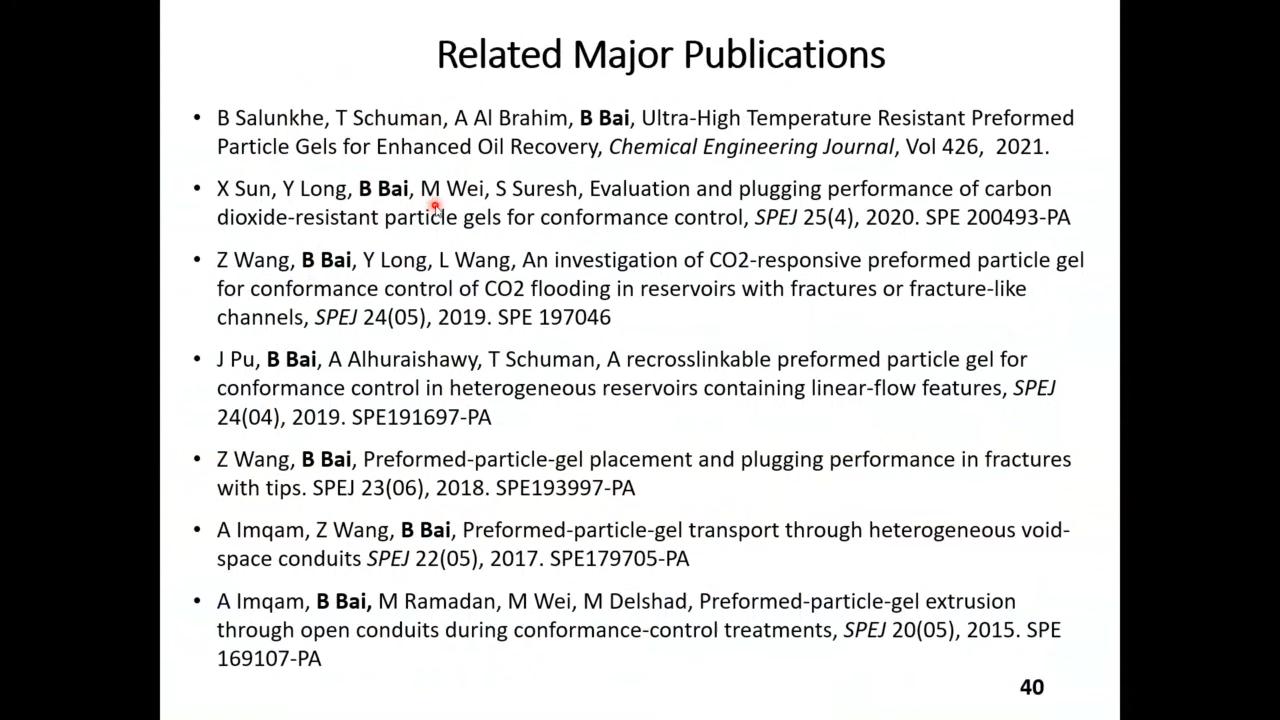 Related Major Publications
• B Salunkhe, T Schuman, A Al Brahim, B Bai, Ultra-High Temperature Resistant Preformed
Particle Gels for Enhanced Oil Recovery, Chemical Engineering Journal, Vol 426, 2021.
• X Sun, Y Long, B Bai, M Wei, S Suresh, Evaluation and plugging performance of carbon
dioxide-resistant particle gels for conformance control, SPEJ 25(4), 2020. SPE 200493-PA
• Z Wang, B Bai, Y Long, L Wang, An investigation of CO2-responsive preformed particle gel
for conformance control of CO2 flooding in reservoirs with fractures or fracture-like
channels, SPEJ 24(05), 2019. SPE 197046
• J Pu, B Bai, A Alhuraishawy, T Schuman, A recrosslinkable preformed particle gel for
conformance control in heterogeneous reservoirs containing linear-flow features, SPEJ
24(04), 2019. SPE191697-PA
• Z Wang, B Bai, Preformed-particle-gel placement and plugging performance in fractures
with tips. SPEJ 23(06), 2018. SPE193997-PA
• A Imqam, Z Wang, B Bai, Preformed-particle-gel transport through heterogeneous void-
space conduits SPEJ 22(05), 2017. SPE179705-PA
• A Imqam, B Bai, M Ramadan, M Wei, M Delshad, Preformed-particle-gel extrusion
through open conduits during conformance-control treatments, SPEJ 20(05), 2015. SPE
169107-PA
40